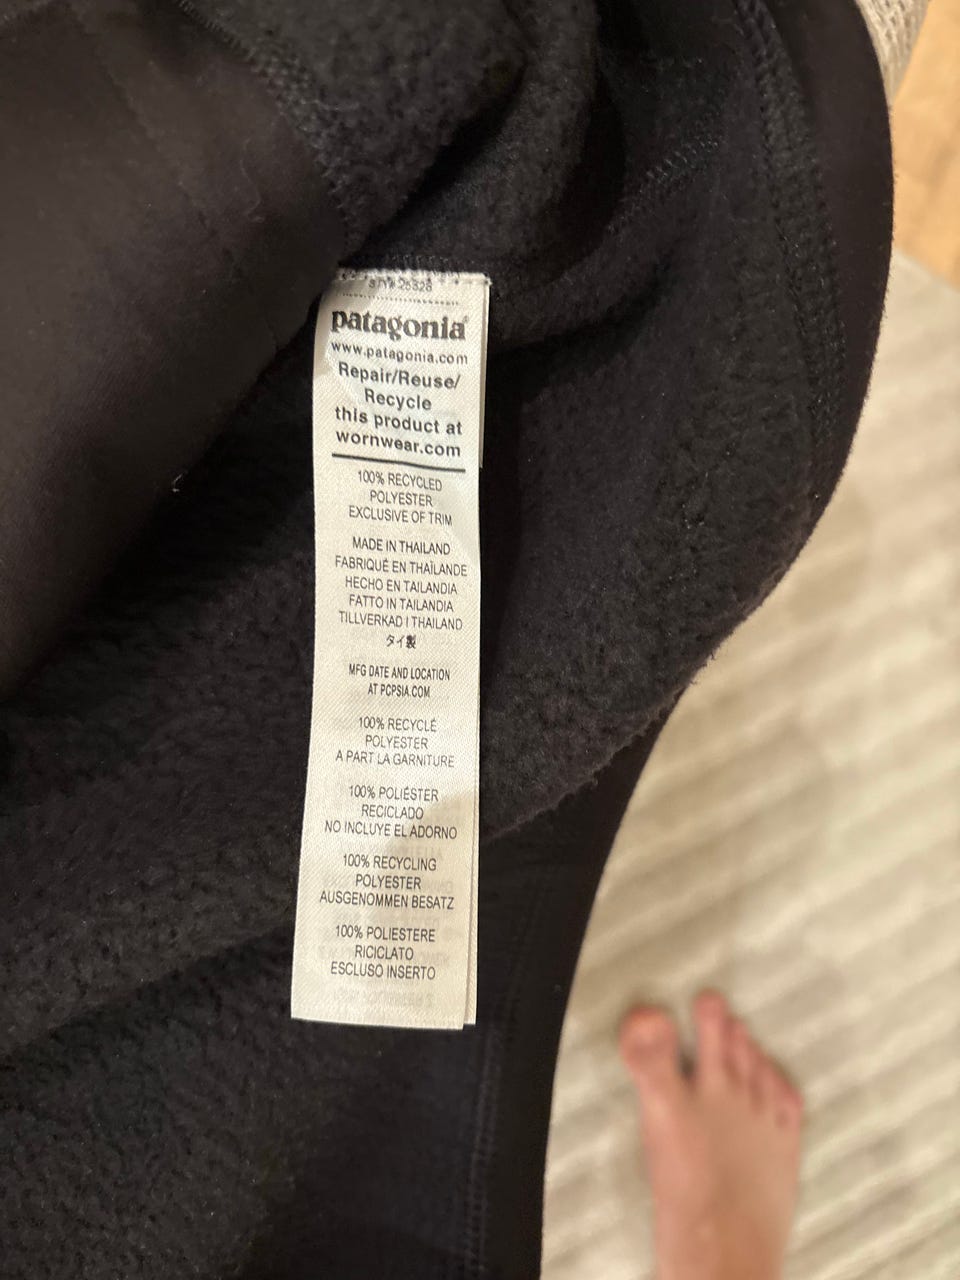 patagonia®
www.patagonia.com
Repair/Reuse/
Recycle
this product at
wornwear.com
100% RECYCLED
POLYESTER
EXCLUSIVE OF TRIM
MADE IN THAILAND
FABRIQUÉ EN THAÏLANDE
HECHO EN TAILANDIA
FATTO IN TAILANDIA
TILLVERKAD I THAILAND
タイ製
MFG DATE AND LOCATION
AT PCPSIA.COM
100% RECYCLÉ
POLYESTER
A PART LA GARNITURE
100% POLIÉSTER
RECICLADO
NO INCLUYE EL ADORNO
100% RECYCLING
POLYESTER
AUSGENOMMEN BESATZ
100% POLIESTERE
RICICLATO
ESCLUSO INSERTO